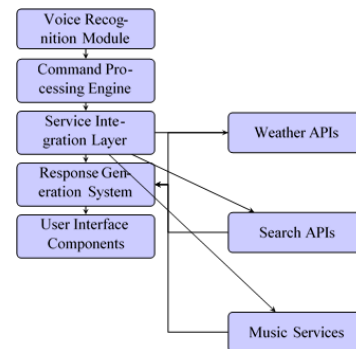 Voice Recog-
nition Module
Command Pro-
cessing Engine
Service Inte-
gration Layer
Weather APIs
Response Gen-
eration System
User Interface
Components
Search APIs
Music Services